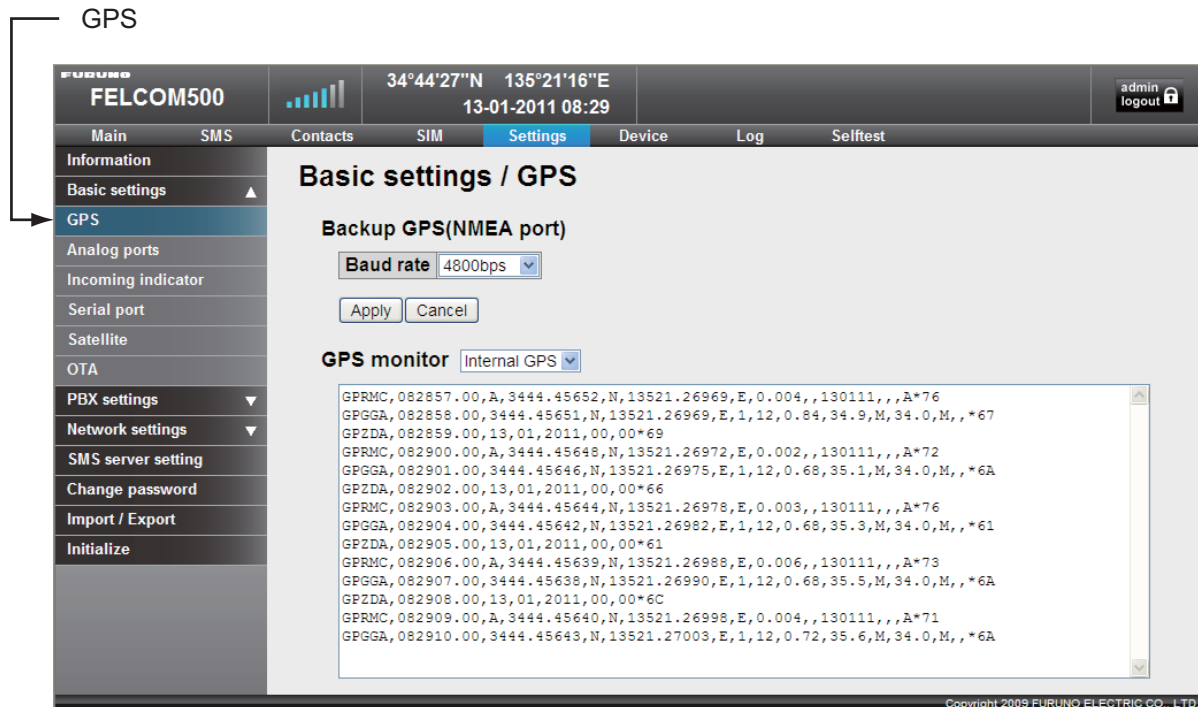 GPS
FURUNO
FELCOM500
34°44'27"N 135°21'16"E
13-01-2011 08:29
admin
logout
Main SMS Contacts SIM Settings Device Log Selftest
Information
Basic settings
GPS
Analog ports
Incoming indicator
Serial port
Satellite
OTA
PBX settings
Network settings
SMS server setting
Change password
Import / Export
Initialize
Basic settings / GPS
Backup GPS(NMEA port)
Baud rate 4800bps
Apply Cancel
GPS monitor Internal GPS
GPRMC,082857.00,A,3444.45652,N,13521.26969,E,0.004,,130111,,,A*76
GPGGA,082858.00,3444.45651,N,13521.26969,E,1,12,0.84,34.9,M,34.0,M,,*67
GPZDA,082859.00,13,01,2011,00,00*69
GPRMC,082900.00,A,3444.45648,N,13521.26972,E,0.002,,130111,,,A*72
GPGGA,082901.00,3444.45646,N,13521.26975,E,1,12,0.68,35.1,M,34.0,M,,*6A
GPZDA,082902.00,13,01,2011,00,00*66
GPRMC,082903.00,A,3444.45644,N,13521.26978,E,0.003,,130111,,,A*76
GPGGA,082904.00,3444.45642,N,13521.26982,E,1,12,0.68,35.3,M,34.0,M,,*61
GPZDA,082905.00,13,01,2011,00,00*61
GPRMC,082906.00,A,3444.45639,N,13521.26988,E,0.006,,130111,,,A*73
GPGGA,082907.00,3444.45638,N,13521.26990,E,1,12,0.68,35.5,M,34.0,M,,*6A
GPZDA,082908.00,13,01,2011,00,00*6C
GPRMC,082909.00,A,3444.45640,N,13521.26998,E,0.004,,130111,,,A*71
GPGGA,082910.00,3444.45643,N,13521.27003,E,1,12,0.72,35.6,M,34.0,M,,*6A
Copyright 2009 FURUNO ELECTRIC CO., LTD